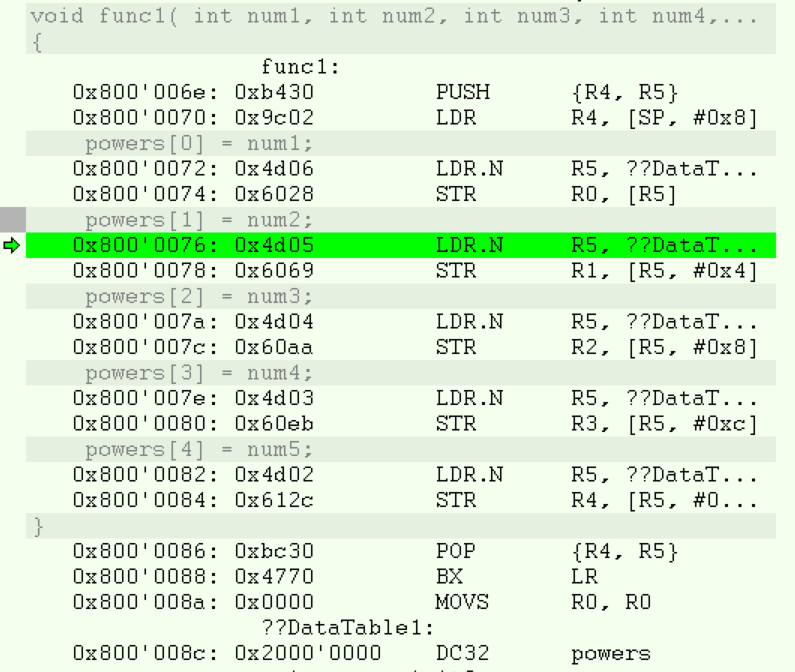 void func1( int num1, int num2, int num3, int num4,...
{
func1:
0x800'006e: 0xb430 PUSH {R4, R5}
0x800'0070: 0x9c02 LDR R4, [SP, #0x8]
powers[0] = num1;
0x800'0072: 0x4d06 LDR.N R5, ??DataT...
0x800'0074: 0x6028 STR R0, [R5]
powers[1] = num2;
0x800'0076: 0x4d05 LDR.N R5, ??DataT...
0x800'0078: 0x6069 STR R1, [R5, #0x4]
powers[2] = num3;
0x800'007a: 0x4d04 LDR.N R5, ??DataT...
0x800'007c: 0x60aa STR R2, [R5, #0x8]
powers[3] = num4;
0x800'007e: 0x4d03 LDR.N R5, ??DataT...
0x800'0080: 0x60eb STR R3, [R5, #0xc]
powers[4] = num5;
0x800'0082: 0x4d02 LDR.N R5, ??DataT...
0x800'0084: 0x612c STR R4, [R5, #0...
}
0x800'0086: 0xbc30 POP {R4, R5}
0x800'0088: 0x4770 BX LR
0x800'008a: 0x0000 MOVS R0, R0
??DataTable1:
0x800'008c: 0x2000'0000 DC32 powers